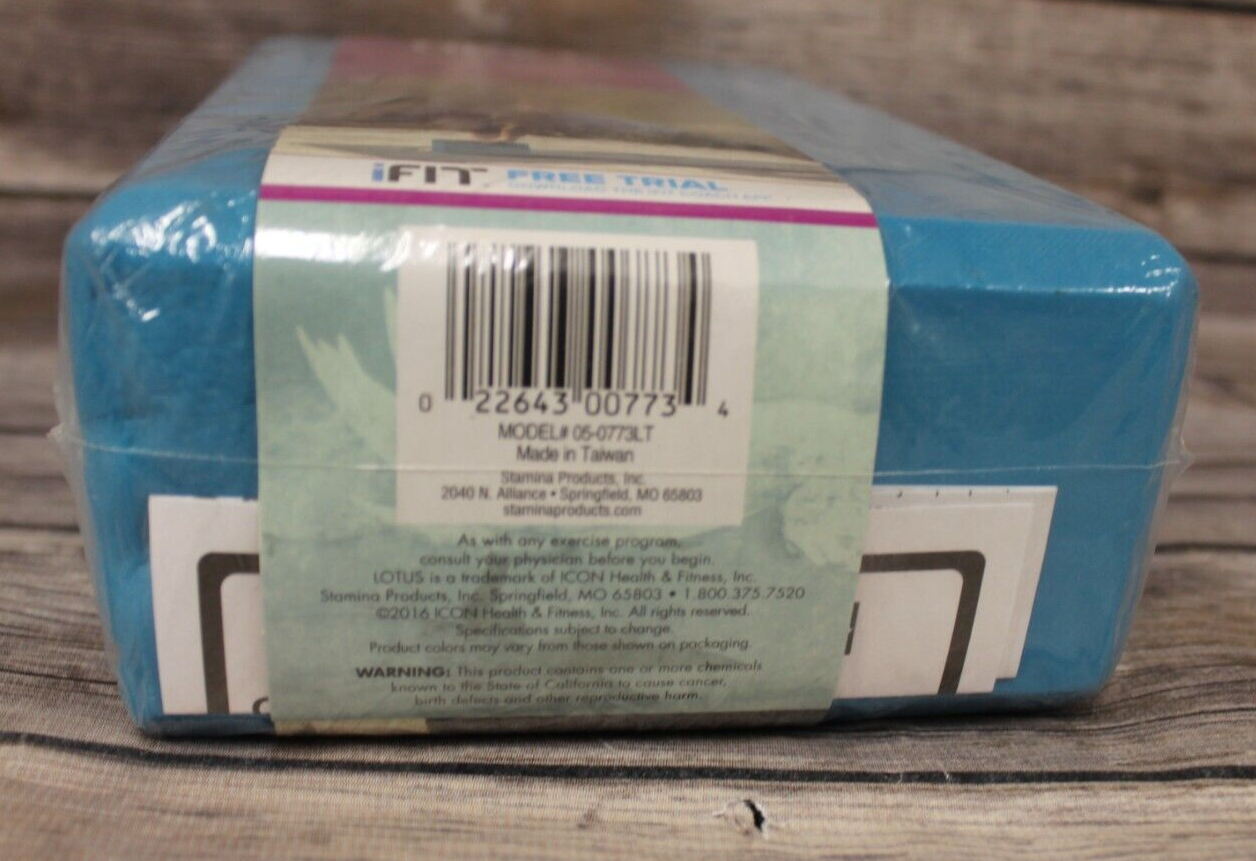 iFIT FREE TRIAL
DOWNLOAD THE iFIT COACH APP
0 22643 00773 4
MODEL# 05-0773LT
Made in Taiwan
Stamina Products, Inc.
2040 N. Alliance • Springfield, MO 65803
staminaproducts.com
As with any exercise program,
consult your physician before you begin.
LOTUS is a trademark of ICON Health & Fitness, Inc.
Stamina Products, Inc. Springfield, MO 65803 • 1.800.375.7520
©2016 ICON Health & Fitness, Inc. All rights reserved.
Specifications subject to change.
Product colors may vary from those shown on packaging.
WARNING: This product contains one or more chemicals
known to the State of California to cause cancer,
birth defects and other reproductive harm.